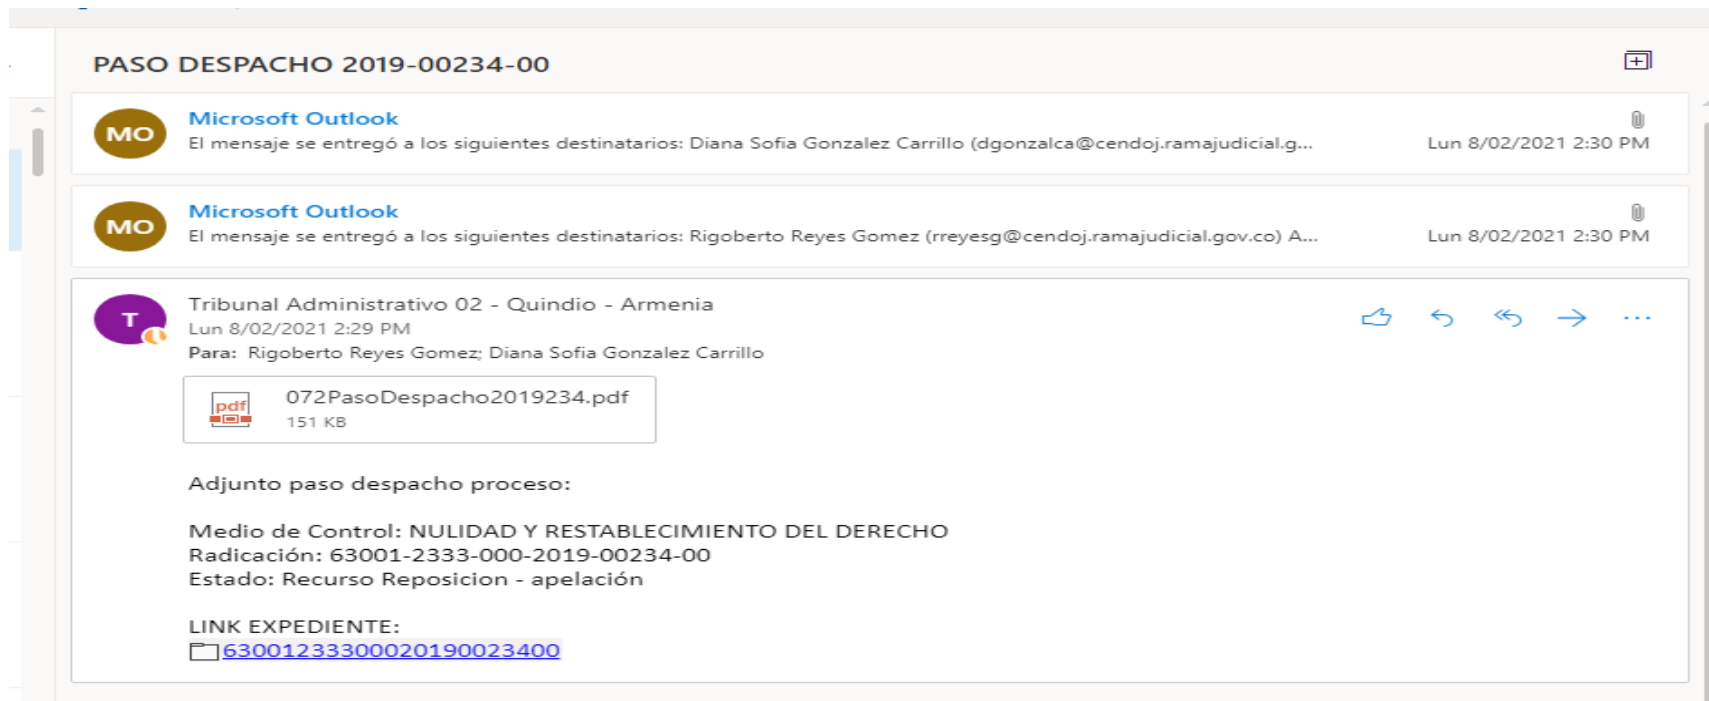 PASO DESPACHO 2019-00234-00
MO
Microsoft Outlook
El mensaje se entregó a los siguientes destinatarios: Diana Sofia Gonzalez Carrillo (dgonzalca@cendoj.ramajudicial.g...
Lun 8/02/2021 2:30 PM
MO
Microsoft Outlook
El mensaje se entregó a los siguientes destinatarios: Rigoberto Reyes Gomez (rreyesg@cendoj.ramajudicial.gov.co) A...
Lun 8/02/2021 2:30 PM
T
Tribunal Administrativo 02 - Quindio - Armenia
Lun 8/02/2021 2:29 PM
Para: Rigoberto Reyes Gomez; Diana Sofia Gonzalez Carrillo
pdf
072PasoDespacho2019234.pdf
151 KB
Adjunto paso despacho proceso:
Medio de Control: NULIDAD Y RESTABLECIMIENTO DEL DERECHO
Radicación: 63001-2333-000-2019-00234-00
Estado: Recurso Reposicion - apelación
LINK EXPEDIENTE:
63001233300020190023400